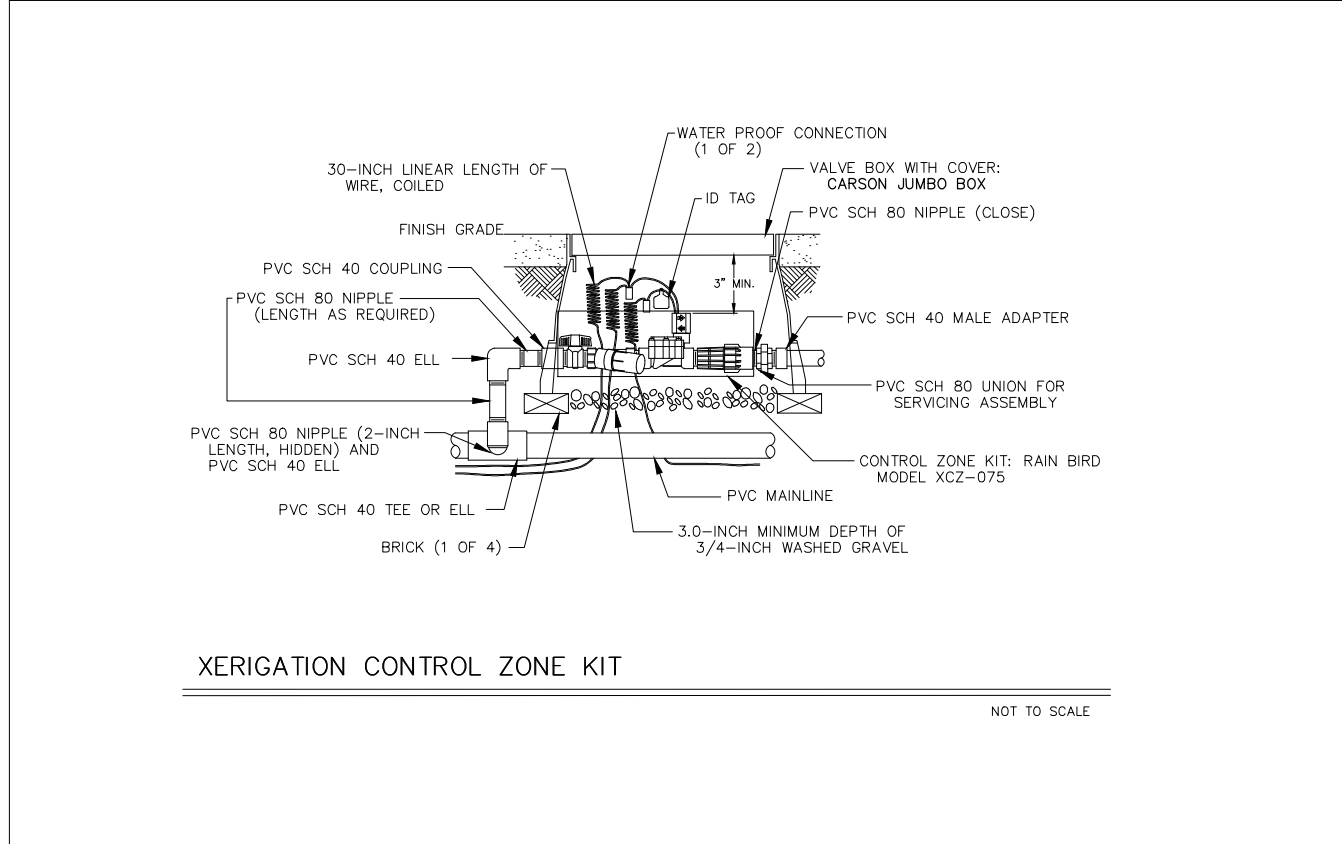 WATER PROOF CONNECTION
(1 OF 2)
30-INCH LINEAR LENGTH OF
WIRE, COILED
VALVE BOX WITH COVER:
CARSON JUMBO BOX
ID TAG
PVC SCH 80 NIPPLE (CLOSE)
FINISH GRADE
PVC SCH 40 COUPLING
3" MIN.
PVC SCH 80 NIPPLE
(LENGTH AS REQUIRED)
PVC SCH 40 MALE ADAPTER
PVC SCH 40 ELL
PVC SCH 80 UNION FOR
SERVICING ASSEMBLY
PVC SCH 80 NIPPLE (2-INCH
LENGTH, HIDDEN) AND
PVC SCH 40 ELL
CONTROL ZONE KIT: RAIN BIRD
MODEL XCZ-075
PVC MAINLINE
PVC SCH 40 TEE OR ELL
3.0-INCH MINIMUM DEPTH OF
3/4-INCH WASHED GRAVEL
BRICK (1 OF 4)
XERIGATION CONTROL ZONE KIT
NOT TO SCALE